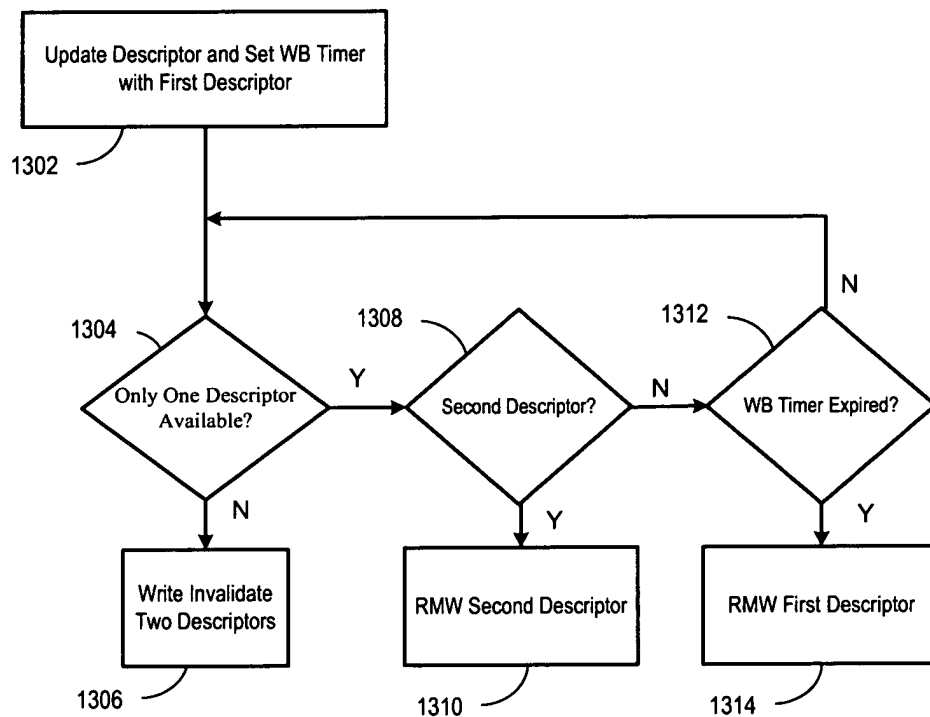 Update Descriptor and Set WB Timer
with First Descriptor
1302
N
1304
1308
1312
Only One Descriptor
Available?
Y
Second Descriptor?
N
WB Timer Expired?
N
Y
Y
Write Invalidate
Two Descriptors
RMW Second Descriptor
RMW First Descriptor
1306
1310
1314